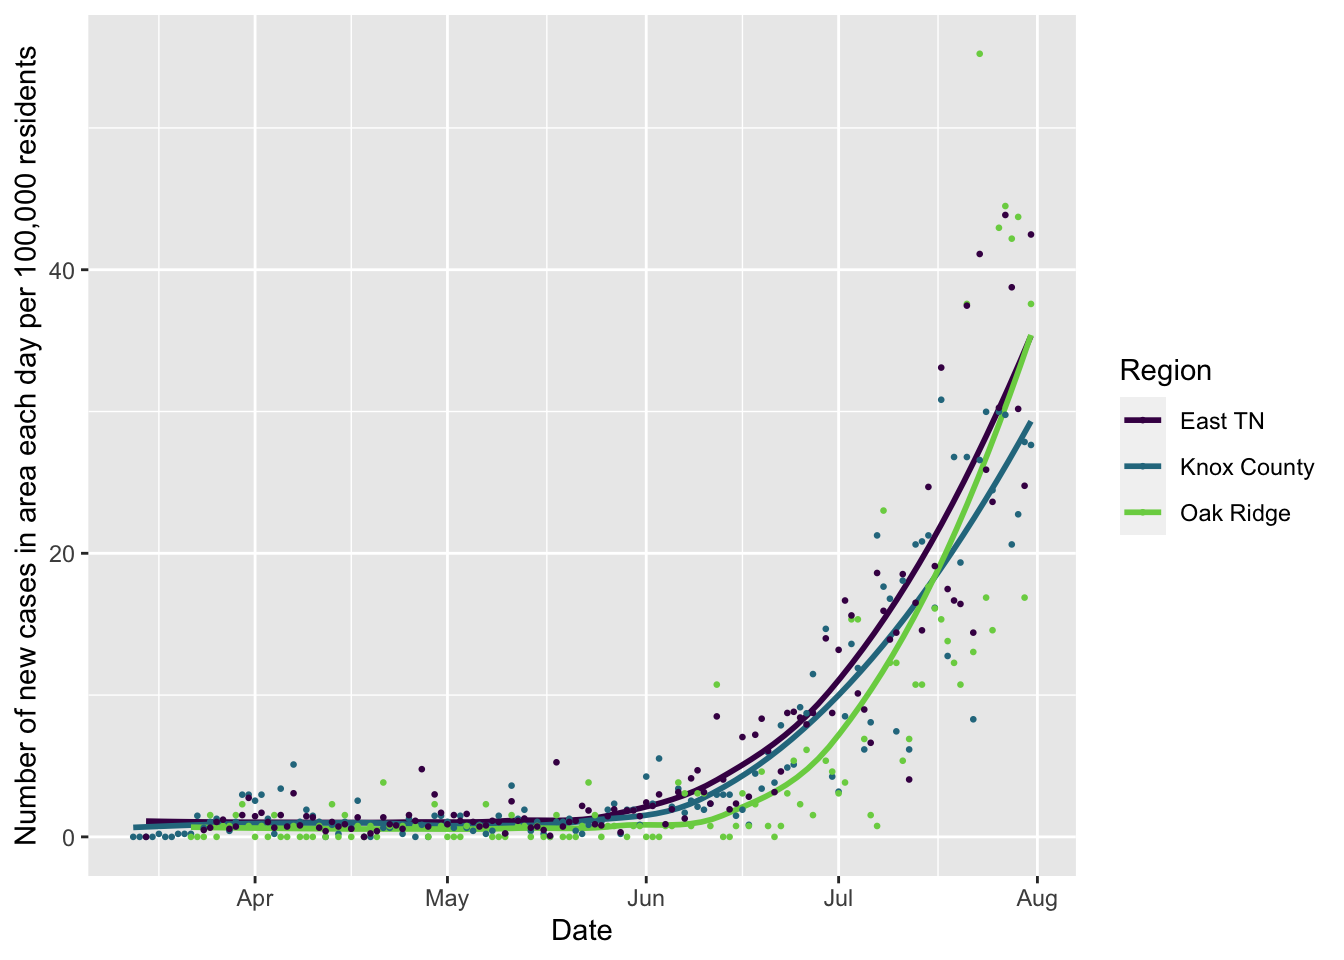 Number of new cases in area each day per 100,000 residents
40
20
0
Apr
May
Jun
Jul
Aug
Date
Region
East TN
Knox County
Oak Ridge